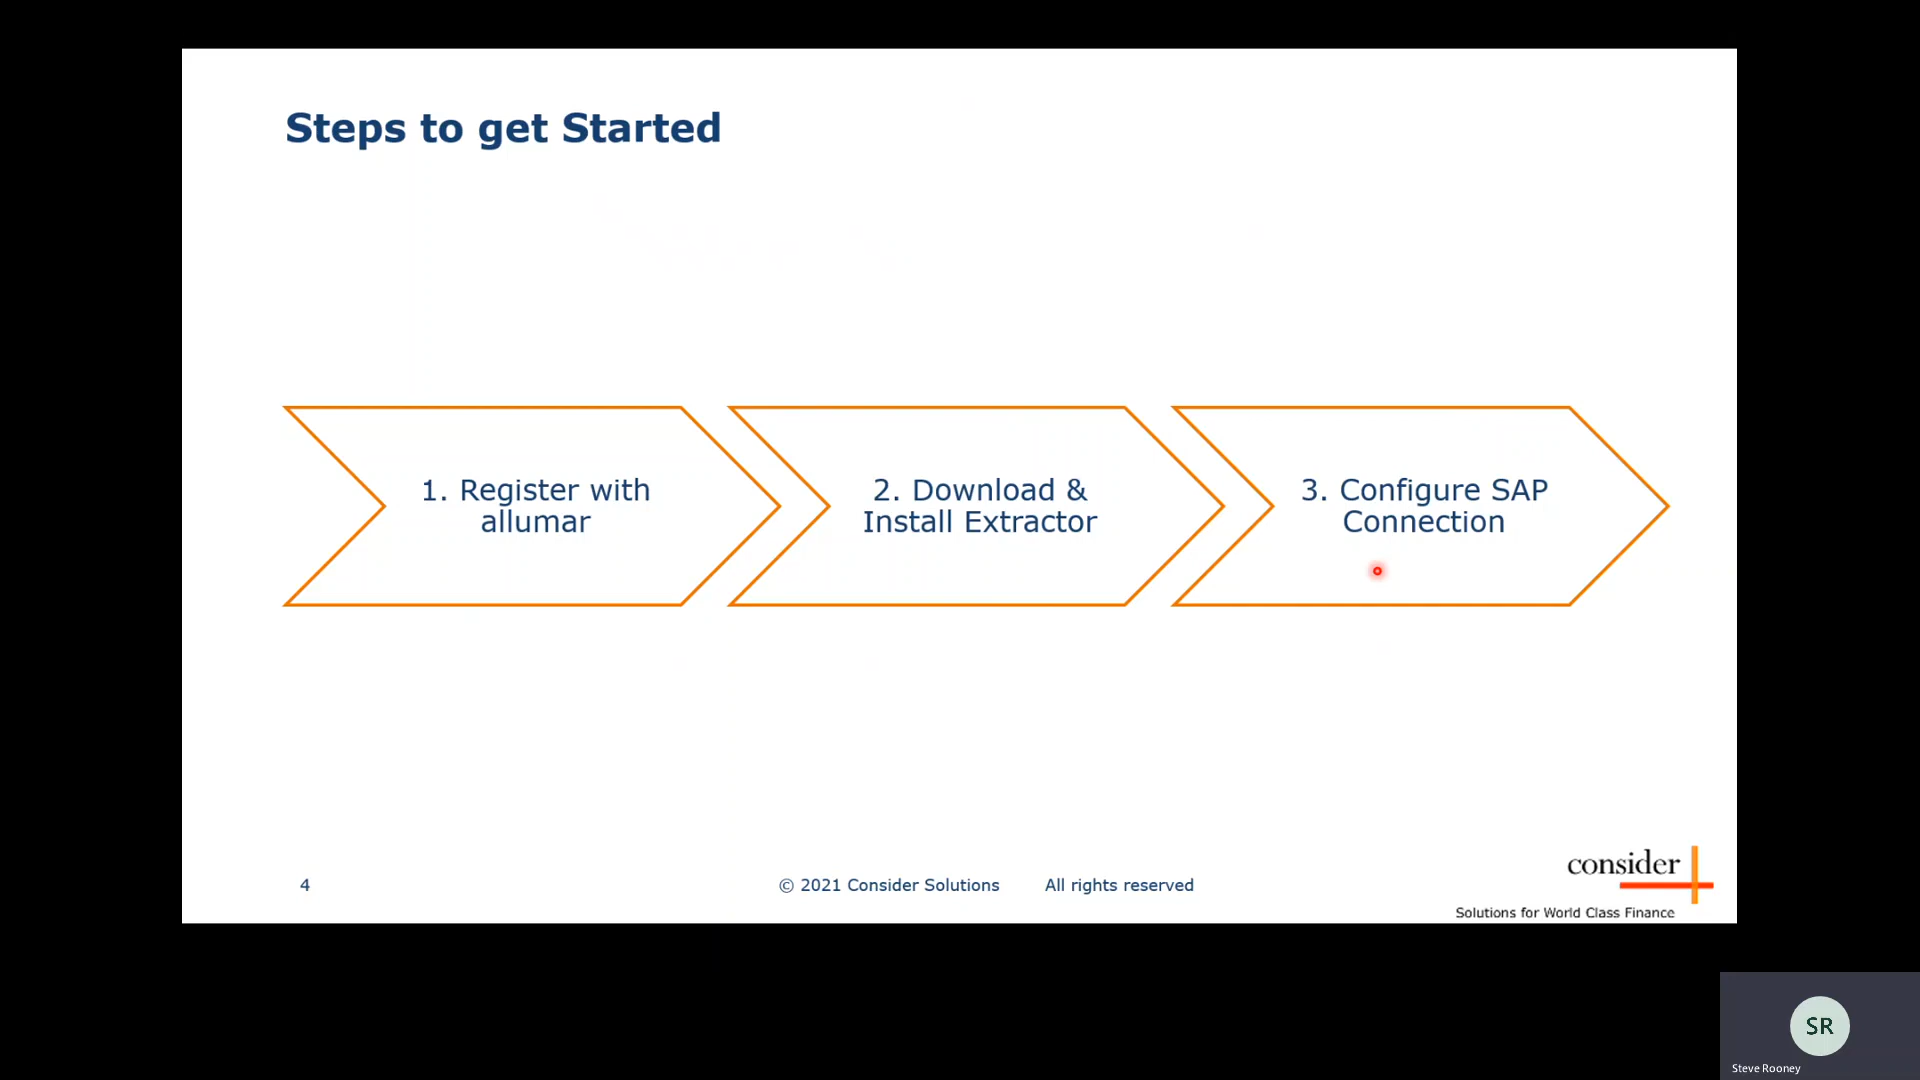 Steps to get Started
1. Register with
allumar
2. Download &
Install Extractor
3. Configure SAP
Connection
4
© 2021 Consider Solutions All rights reserved
consider
Solutions for World Class Finance
SR
Steve Rooney